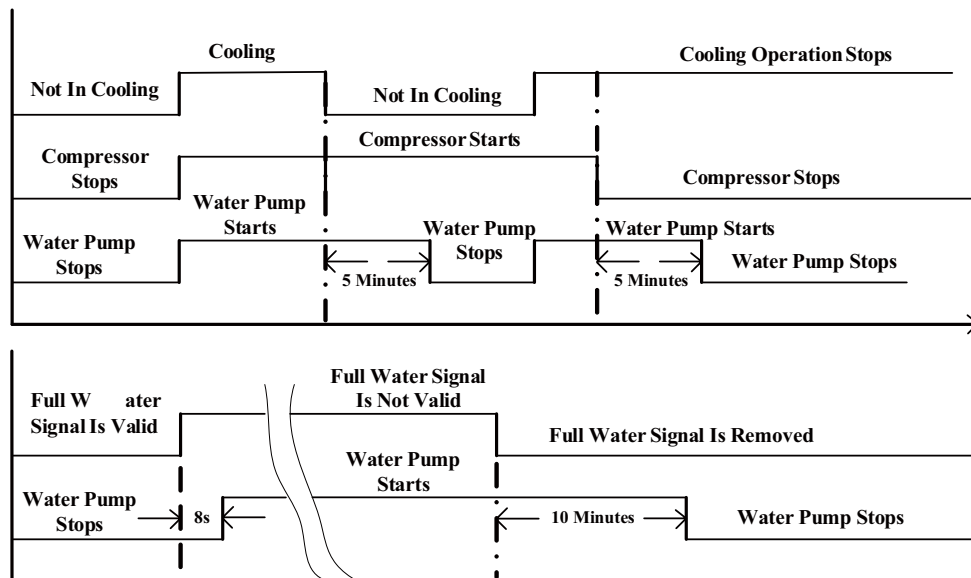 Cooling
Cooling Operation Stops
Not In Cooling
Not In Cooling
Compressor Starts
Compressor
Stops
Compressor Stops
Water Pump
Starts
Water Pump
Stops
Water Pump
Stops
Water Pump Starts
Water Pump Stops
5 Minutes
5 Minutes
Full Water Signal
Is Not Valid
Full W ater
Signal Is Valid
Full Water Signal Is Removed
Water Pump
Starts
Water Pump
Stops
8s
10 Minutes
Water Pump Stops